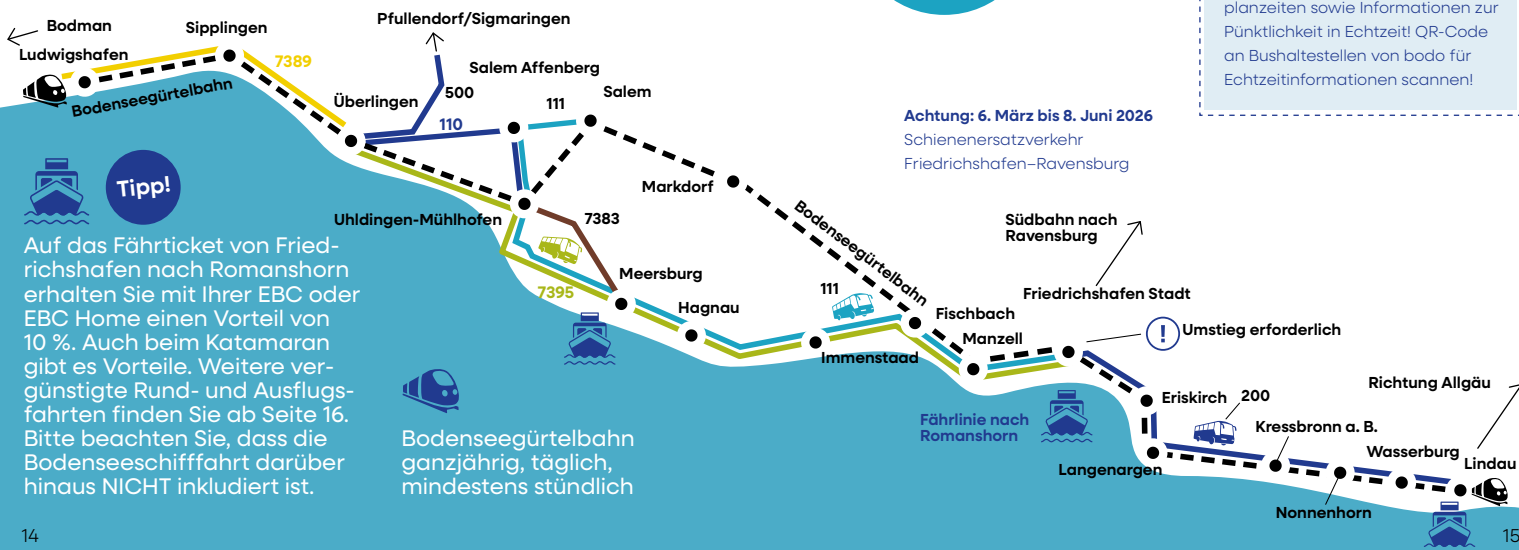 Bodman
Ludwigshafen
Sipplingen
Pfullendorf/Sigmaringen
7389
Bodenseegürtelbahn
Überlingen
500
110
Salem Affenberg
111
Salem
Uhldingen-Mühlhofen
7383
7395
Meersburg
Hagnau
Markdorf
Bodenseegürtelbahn
111
Immenstaad
Fischbach
Manzell
Friedrichshafen Stadt
Südbahn nach
Ravensburg
Umstieg erforderlich
!
Eriskirch
200
Langenargen
Kressbronn a. B.
Nonnenhorn
Wasserburg
Lindau
Richtung Allgäu
Fährlinie nach
Romanshorn
planzeiten sowie Informationen zur
Pünktlichkeit in Echtzeit! QR-Code
an Bushaltestellen von bodo für
Echtzeitinformationen scannen!
Achtung: 6. März bis 8. Juni 2026
Schienenersatzverkehr
Friedrichshafen–Ravensburg
Tipp!
Auf das Fährticket von Fried-
richshafen nach Romanshorn
erhalten Sie mit Ihrer EBC oder
EBC Home einen Vorteil von
10 %. Auch beim Katamaran
gibt es Vorteile. Weitere ver-
günstigte Rund- und Ausflugs-
fahrten finden Sie ab Seite 16.
Bitte beachten Sie, dass die
Bodenseeschifffahrt darüber
hinaus NICHT inkludiert ist.
Bodenseegürtelbahn
ganzjährig, täglich,
mindestens stündlich
14
15